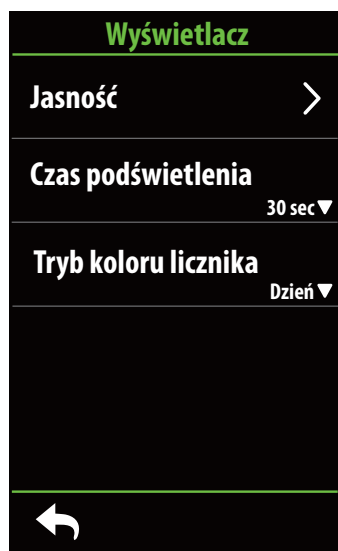 Wyświetlacz
Jasność
Czas podświetlenia
30 sec
Tryb koloru licznika
Dzień